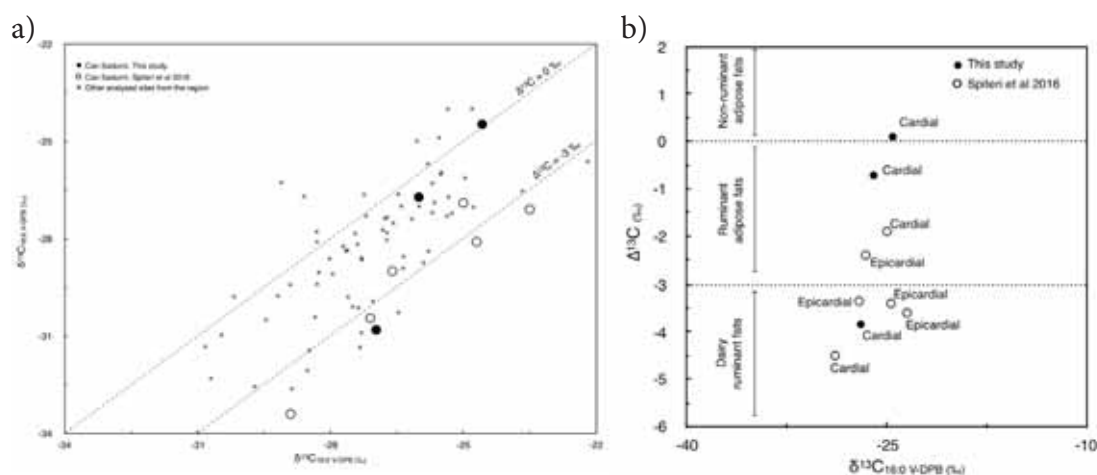 a)
-22
-25
-28
-31
-34
-34
-31
-28
-25
-22
Can Sadurní, This study
Can Sadurní, Spiteri et al 2016
Other analysed sites from the region
Δ¹³C = 0 ‰
Δ¹³C = -3 ‰
δ¹³C16:0 V-DPB (‰)
b)
2
1
0
-1
-2
-3
-4
-5
-6
-40
-25
-10
Non-ruminant
adipose fats
Ruminant
adipose fats
Dairy
ruminant fats
This study
Spiteri et al 2016
Cardial
Cardial
Cardial
Epicardial
Epicardial
Epicardial
Epicardial
Cardial
Cardial
Δ¹³C (‰)
δ¹³C16:0 V-DPB (‰)